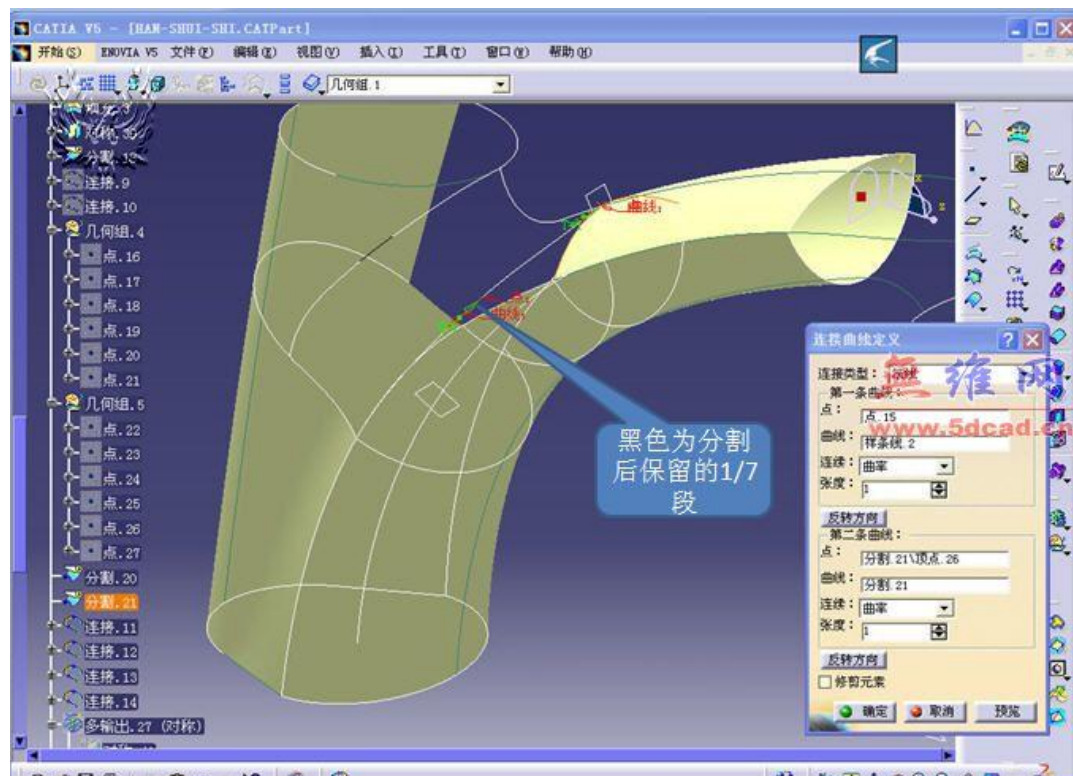 CATIA V5 - [HAN-SHUI-SHI.CATPart]
开始(S) ENOVIA V5 文件(F) 编辑(E) 视图(V) 插入(I) 工具(T) 窗口(W) 帮助(H)
几何组.1
分割.12
连接.9
连接.10
几何组.4
点.16
点.17
点.18
点.19
点.20
点.21
几何组.5
点.22
点.23
点.24
点.25
点.26
点.27
分割.20
分割.21
连接.11
连接.12
连接.13
连接.14
多输出.27 (对称)
曲线:
曲线:
黑色为分割
后保留的1/7
段
连接曲线定义
连接类型:
第一条曲线:
点: 点.15
曲线: 样条线.2
连续: 曲率
张度: 1
反转方向
第二条曲线:
点: 分割.21\顶点.26
曲线: 分割.21
连续: 曲率
张度: 1
反转方向
修剪元素
确定 取消 预览
無维网
www.5dcad.cn